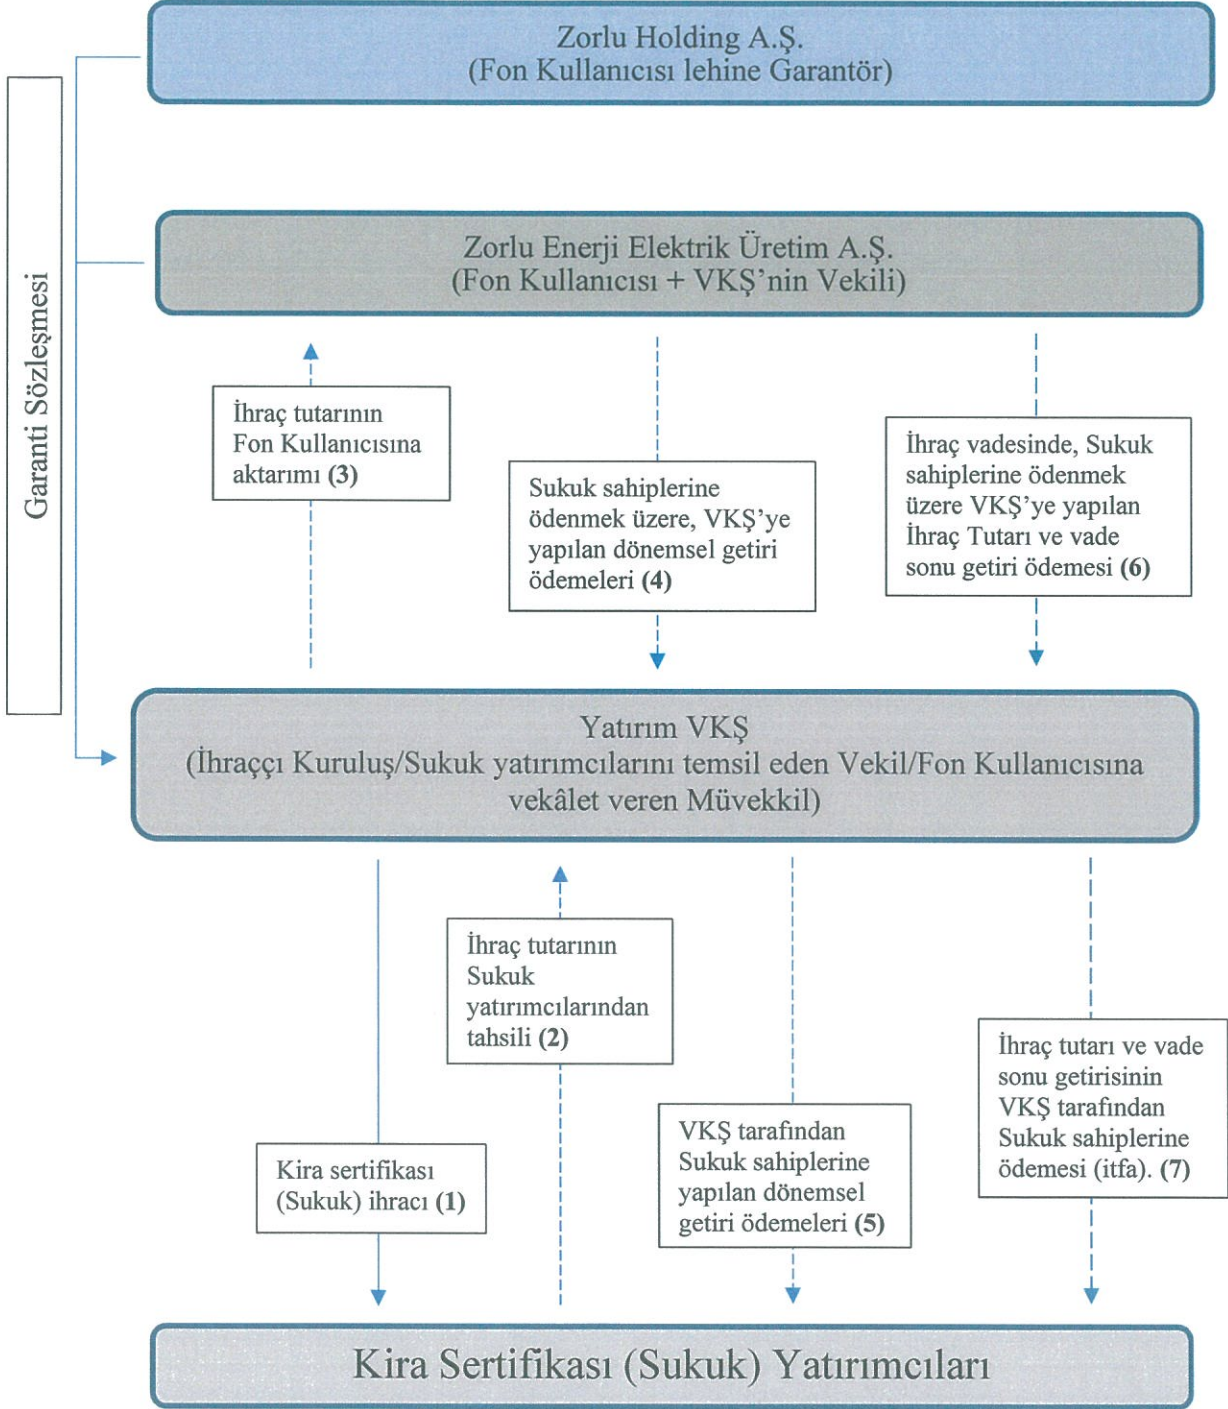 Zorlu Holding A.Ş.
(Fon Kullanıcısı lehine Garantör)
Garanti Sözleşmesi
Zorlu Enerji Elektrik Üretim A.Ş.
(Fon Kullanıcısı + VKŞ’nin Vekili)
İhraç tutarının
Fon Kullanıcısına
aktarımı (3)
Sukuk sahiplerine
ödenmek üzere, VKŞ’ye
yapılan dönemsel getiri
ödemeleri (4)
İhraç vadesinde, Sukuk
sahiplerine ödenmek
üzere VKŞ’ye yapılan
İhraç Tutarı ve vade
sonu getiri ödemesi (6)
Yatırım VKŞ
(İhraççı Kuruluş/Sukuk yatırımcılarını temsil eden Vekil/Fon Kullanıcısına
vekâlet veren Müvekkil)
Kira sertifikası
(Sukuk) ihracı (1)
İhraç tutarının
Sukuk
yatırımcılarından
tahsili (2)
VKŞ tarafından
Sukuk sahiplerine
yapılan dönemsel
getiri ödemeleri (5)
İhraç tutarı ve vade
sonu getirisinin
VKŞ tarafından
Sukuk sahiplerine
ödemesi (itfa). (7)
Kira Sertifikası (Sukuk) Yatırımcıları